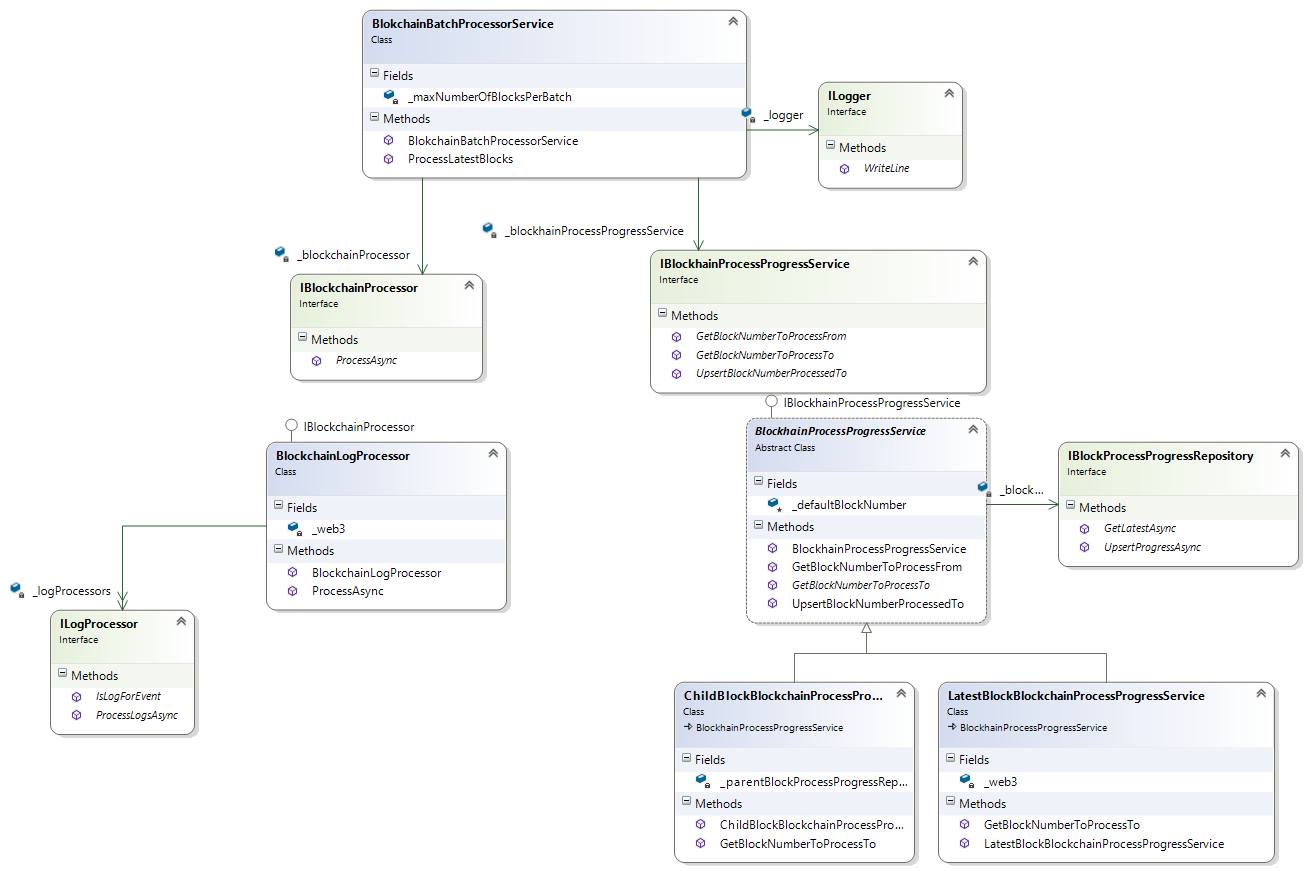 BlokchainBatchProcessorService
Class
Fields
_maxNumberOfBlocksPerBatch
Methods
BlokchainBatchProcessorService
ProcessLatestBlocks
_logger
ILogger
Interface
Methods
WriteLine
_blockchainProcessor
_blockhainProcessProgressService
IBlockchainProcessor
Interface
Methods
ProcessAsync
IBlockhainProcessProgressService
Interface
Methods
GetBlockNumberToProcessFrom
GetBlockNumberToProcessTo
UpsertBlockNumberProcessedTo
IBlockchainProcessor
BlockchainLogProcessor
Class
Fields
_web3
Methods
BlockchainLogProcessor
ProcessAsync
_logProcessors
ILogProcessor
Interface
Methods
IsLogForEvent
ProcessLogsAsync
IBlockhainProcessProgressService
BlockhainProcessProgressService
Abstract Class
Fields
_defaultBlockNumber
Methods
BlockhainProcessProgressService
GetBlockNumberToProcessFrom
GetBlockNumberToProcessTo
UpsertBlockNumberProcessedTo
_block...
IBlockProcessProgressRepository
Interface
Methods
GetLatestAsync
UpsertProgressAsync
ChildBlockBlockchainProcessPro...
Class
BlockhainProcessProgressService
Fields
_parentBlockProcessProgressRep...
Methods
ChildBlockBlockchainProcessPro...
GetBlockNumberToProcessTo
LatestBlockBlockchainProcessProgressService
Class
BlockhainProcessProgressService
Fields
_web3
Methods
GetBlockNumberToProcessTo
LatestBlockBlockchainProcessProgressService